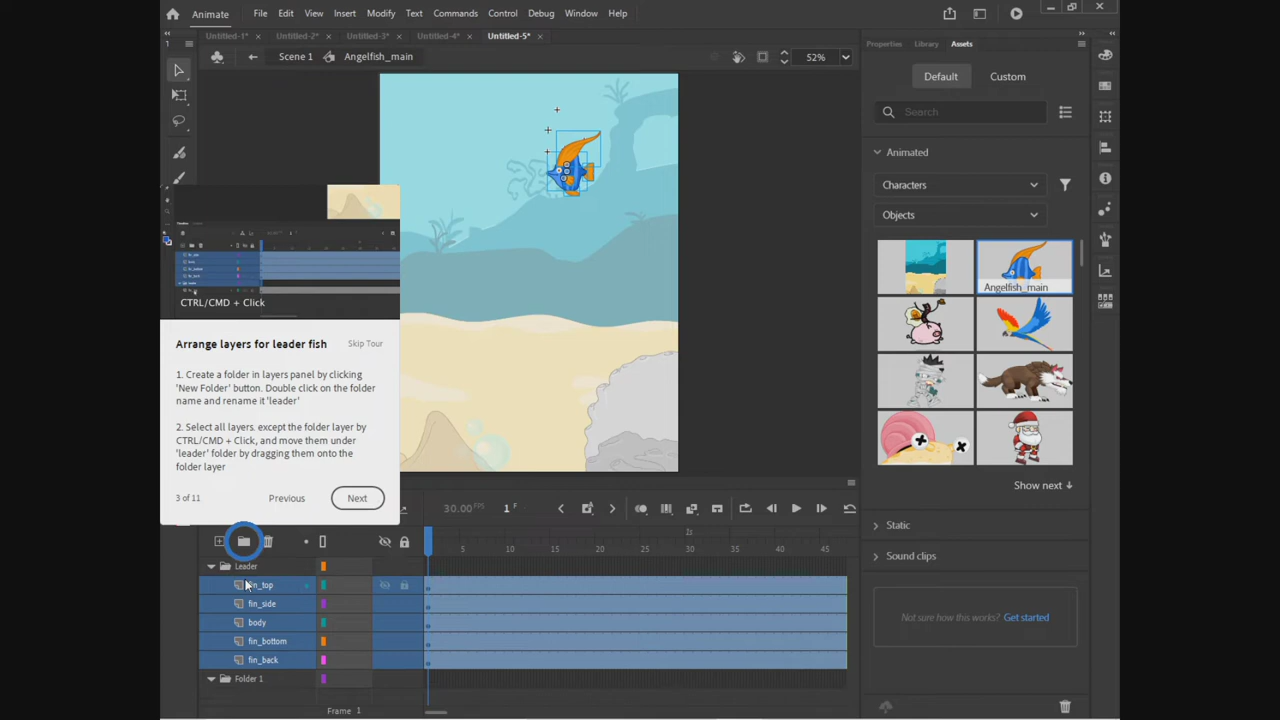 Animate File Edit View Insert Modify Text Commands Control Debug Window Help
Untitled-1* × Untitled-2* × Untitled-3* × Untitled-4* × Untitled-5* ×
Scene 1 Angelfish_main 52%
Properties Library Assets
Default Custom
Search
Animated
Characters
Objects
Angelfish_main
Show next
Static
Sound clips
Not sure how this works? Get started
CTRL/CMD + Click
Arrange layers for leader fish Skip Tour
1. Create a folder in layers panel by clicking
'New Folder' button. Double click on the folder
name and rename it 'leader'
2. Select all layers. except the folder layer by
CTRL/CMD + Click, and move them under
'leader' folder by dragging them onto the
folder layer
3 of 11 Previous Next
30.00 FPS 1 F
1s
5 10 15 20 25 30 35 40 45
Leader
fin_top
fin_side
body
fin_bottom
fin_back
Folder 1
Frame 1